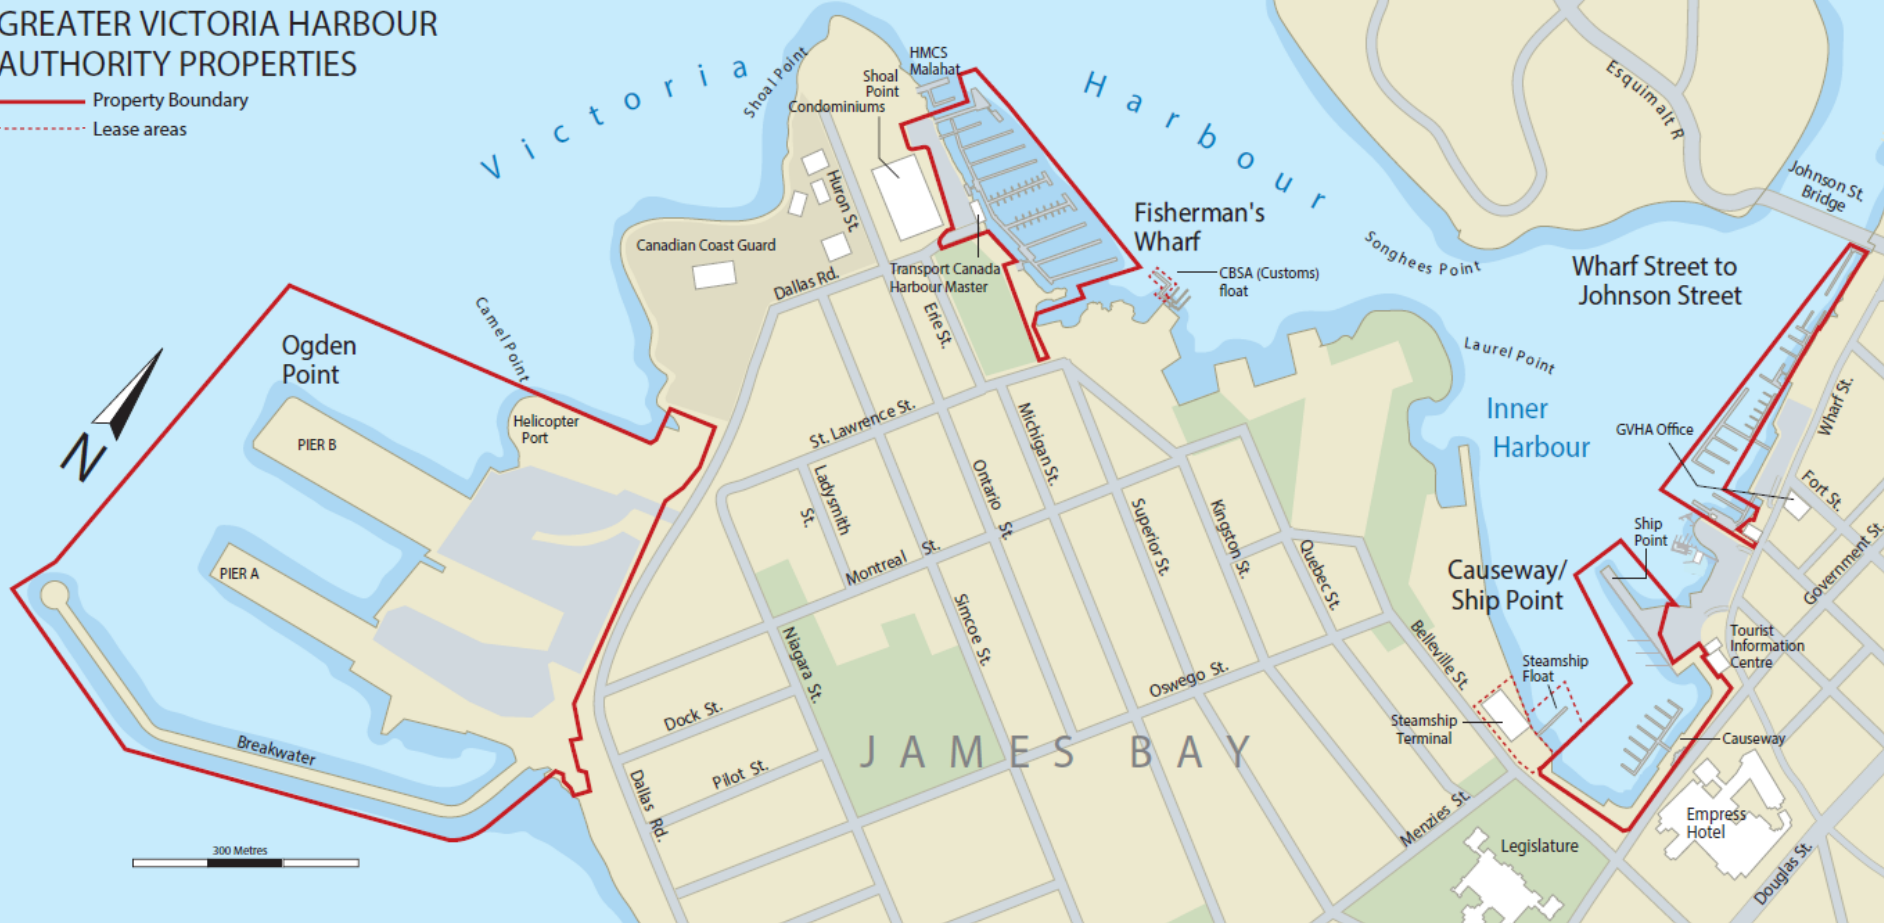 GREATER VICTORIA HARBOUR
AUTHORITY PROPERTIES
Property Boundary
Lease areas
Victoria Harbour
Shoal Point
HMCS
Malahat
Shoal
Point
Condominiums
Esquimalt R
Johnson St.
Bridge
Huron St.
Fisherman's
Wharf
Canadian Coast Guard
Dallas Rd.
Transport Canada
Harbour Master
CBSA (Customs)
float
Songhees Point
Wharf Street to
Johnson Street
Camel Point
Erie St.
Ogden
Point
Laurel Point
Inner
Harbour
Wharf St.
N
PIER B
Helicopter
Port
St. Lawrence St.
Michigan St.
GVHA Office
Fort St.
Ladysmith
St.
Ontario St.
Superior St.
Kingston St.
Quebec St.
Ship
Point
Government St.
PIER A
Montreal St.
Causeway/
Ship Point
Simcoe St.
Niagara St.
Belleville St.
Tourist
Information
Centre
Steamship
Float
Oswego St.
Dock St.
Steamship
Terminal
Causeway
Breakwater
JAMES BAY
Pilot St.
Dallas Rd.
Menzies St.
Empress
Hotel
Legislature
Douglas St.
300 Metres